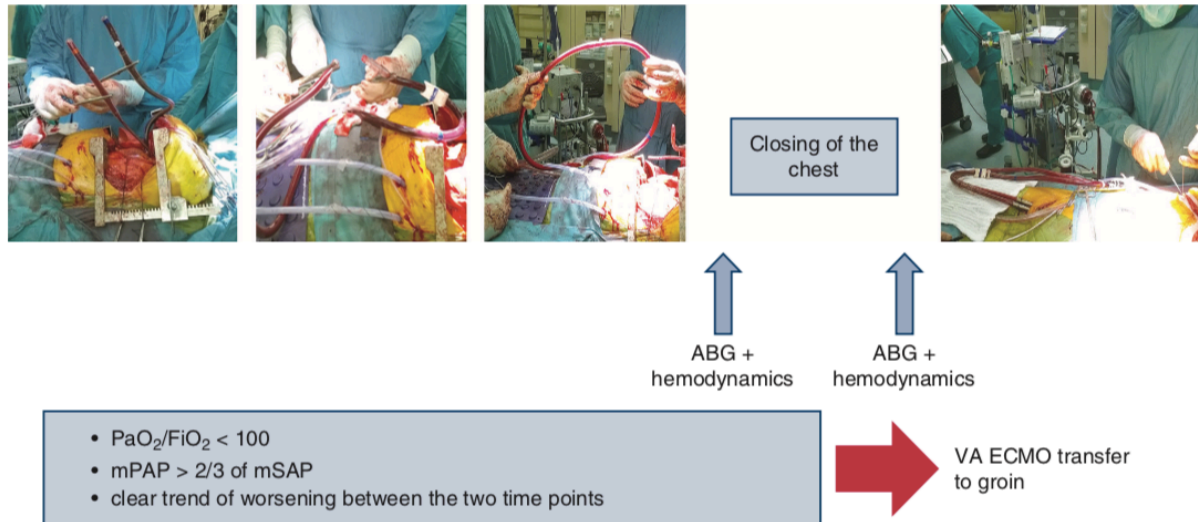 Closing of the
chest
ABG +
hemodynamics
ABG +
hemodynamics
• PaO₂/FiO₂ < 100
• mPAP > 2/3 of mSAP
• clear trend of worsening between the two time points
VA ECMO transfer
to groin